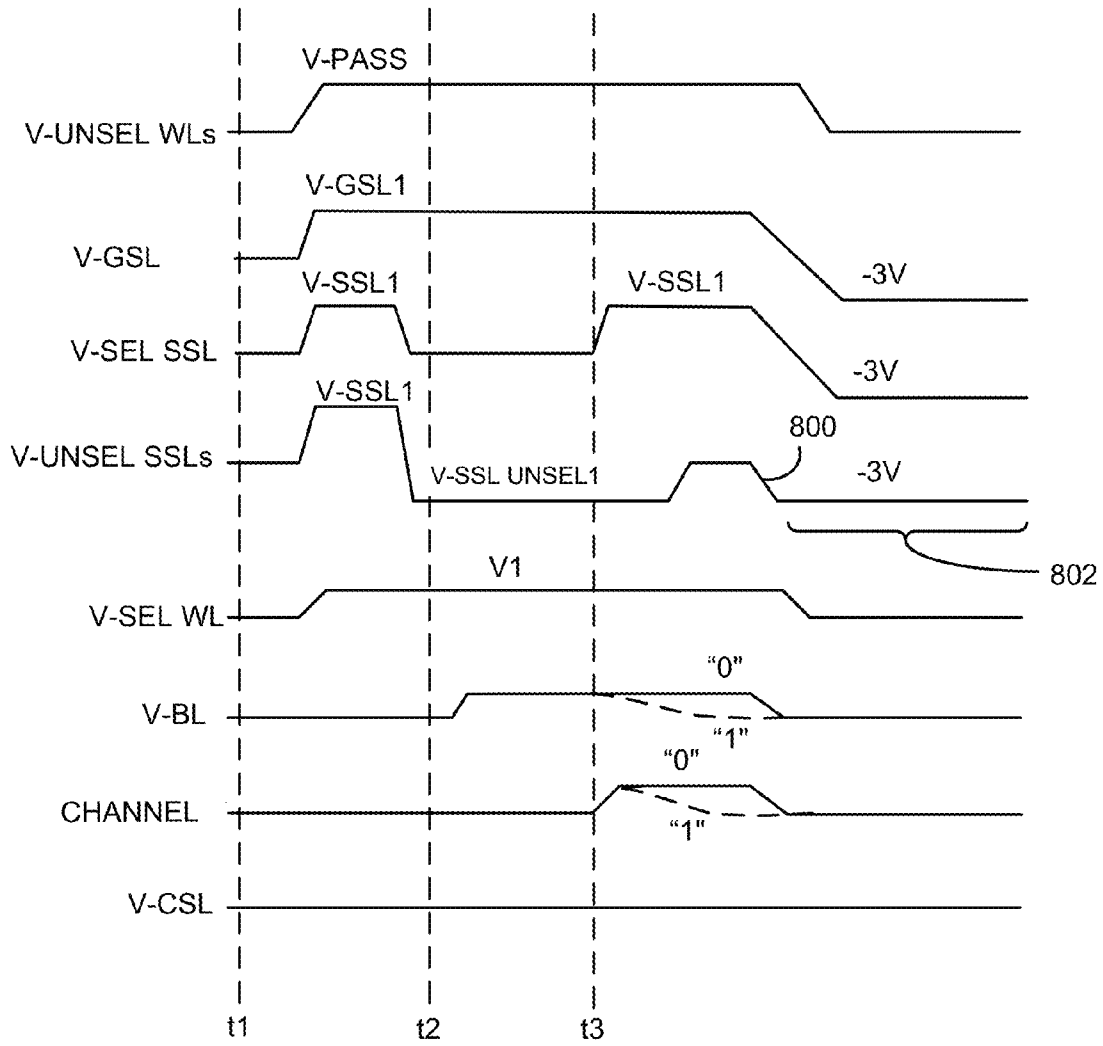 V-PASS
V-UNSEL WLs
V-GSL1
V-GSL
-3V
V-SSL1
V-SSL1
V-SEL SSL
-3V
V-SSL1
800
V-UNSEL SSLs
V-SSL UNSEL1
-3V
802
V1
V-SEL WL
"0"
V-BL
"1"
"0"
CHANNEL
"1"
V-CSL
t1
t2
t3